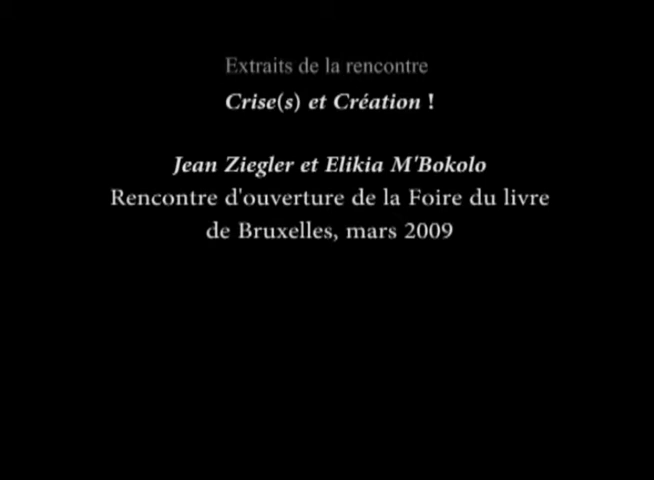 Extraits de la rencontre
Crise(s) et Création !
Jean Ziegler et Elikia M'Bokolo
Rencontre d'ouverture de la Foire du livre
de Bruxelles, mars 2009